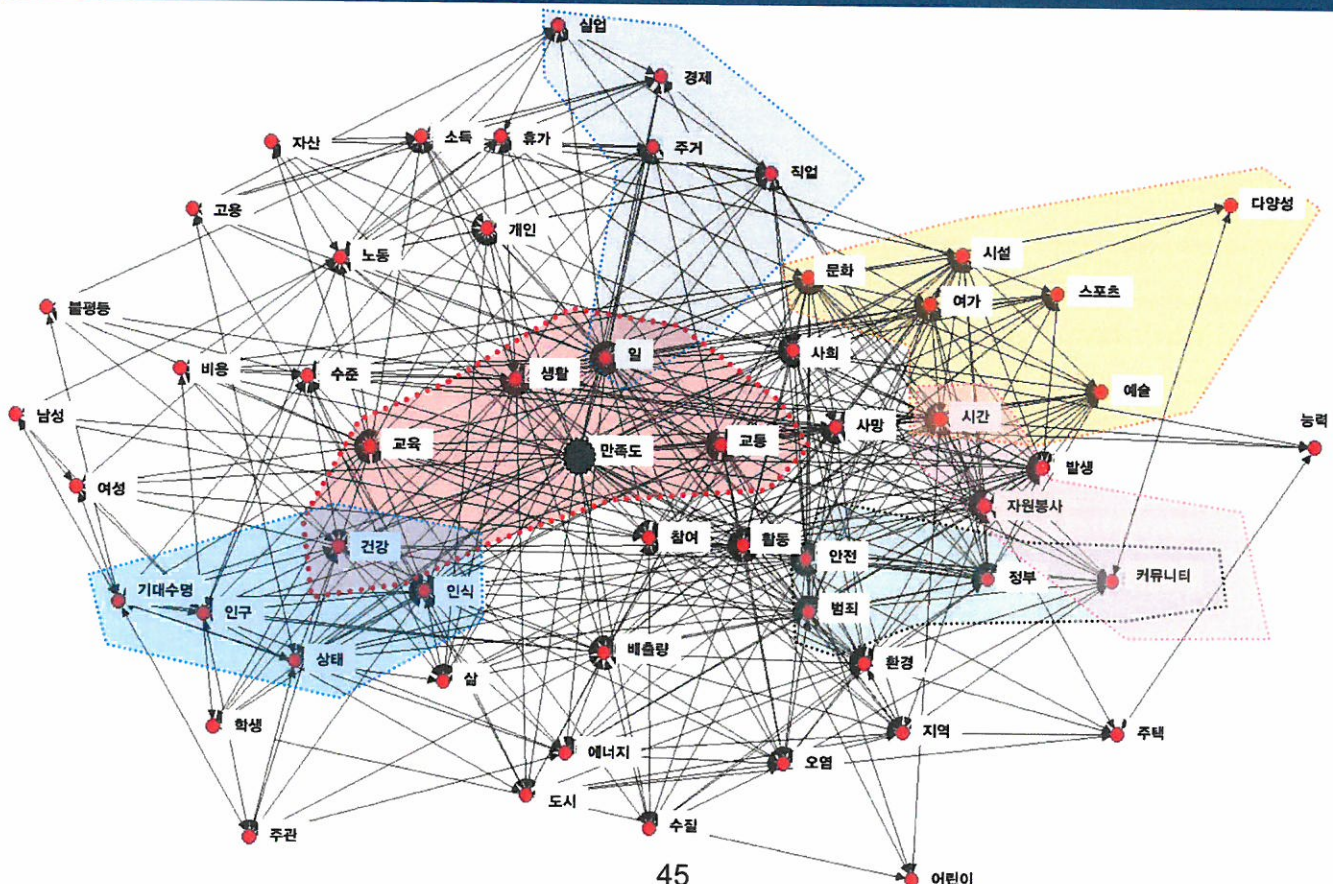 실업
경제
자산
소득
휴가
주거
직업
고용
다양성
개인
노동
시설
문화
여가
스포츠
불평등
일
사회
비용
수준
생활
예술
남성
시간
사망
능력
교육
만족도
교통
발생
여성
자원봉사
참여
활동
건강
안전
정부
커뮤니티
기대수명
인구
인식
범죄
상태
배출량
환경
삶
학생
에너지
지역
주택
오염
도시
수질
주관
45
어린이